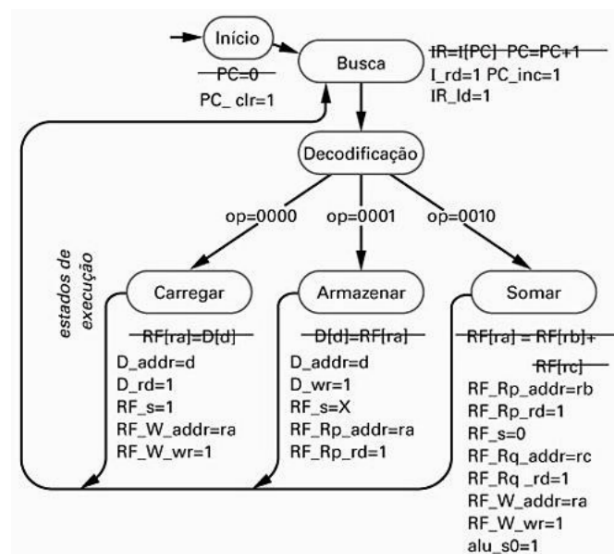 Início
PC=0
PC_ clr=1
Busca
IR=I[PC] PC=PC+1
I_rd=1 PC_inc=1
IR_ld=1
Decodificação
op=0000
op=0001
op=0010
estados de
execução
Carregar
RF[ra]=D[d]
D_addr=d
D_rd=1
RF_s=1
RF_W_addr=ra
RF_W_wr=1
Armazenar
D[d]=RF[ra]
D_addr=d
D_wr=1
RF_s=X
RF_Rp_addr=ra
RF_Rp_rd=1
Somar
RF[ra] = RF[rb]+
RF[rc]
RF_Rp_addr=rb
RF_Rp_rd=1
RF_s=0
RF_Rq_addr=rc
RF_Rq _rd=1
RF_W_addr=ra
RF_W_wr=1
alu_s0=1